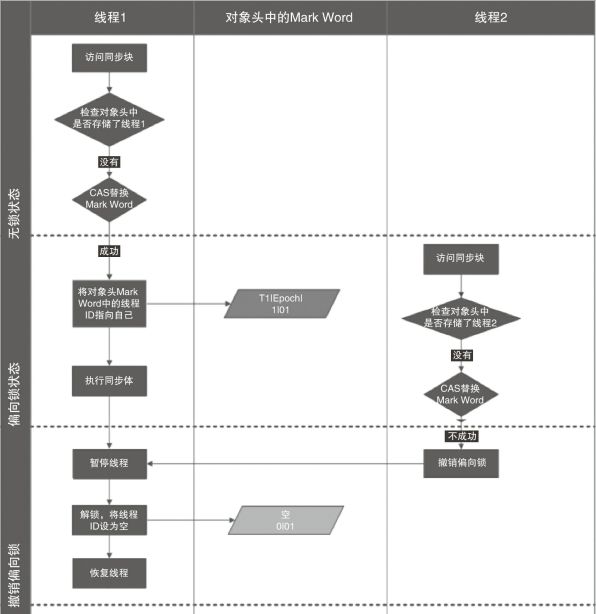 线程1
对象头中的Mark Word
线程2
无锁状态
访问同步块
检查对象头中
是否存储了线程1
没有
CAS替换
Mark Word
偏向锁状态
成功
将对象头Mark
Word中的线程
ID指向自己
T1|Epoch|
1|01
执行同步体
访问同步块
检查对象头中
是否存储了线程2
没有
CAS替换
Mark Word
不成功
撤销偏向锁
撤销偏向锁
暂停线程
解锁，将线程
ID设为空
空
0|01
恢复线程